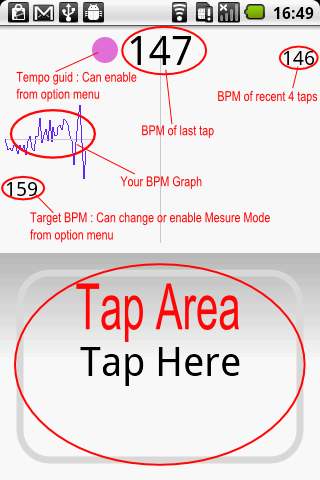 16:49
147
146
Tempo guid : Can enable
from option menu
BPM of recent 4 taps
BPM of last tap
Your BPM Graph
159
Target BPM : Can change or enable Mesure Mode
from option menu
Tap Area
Tap Here